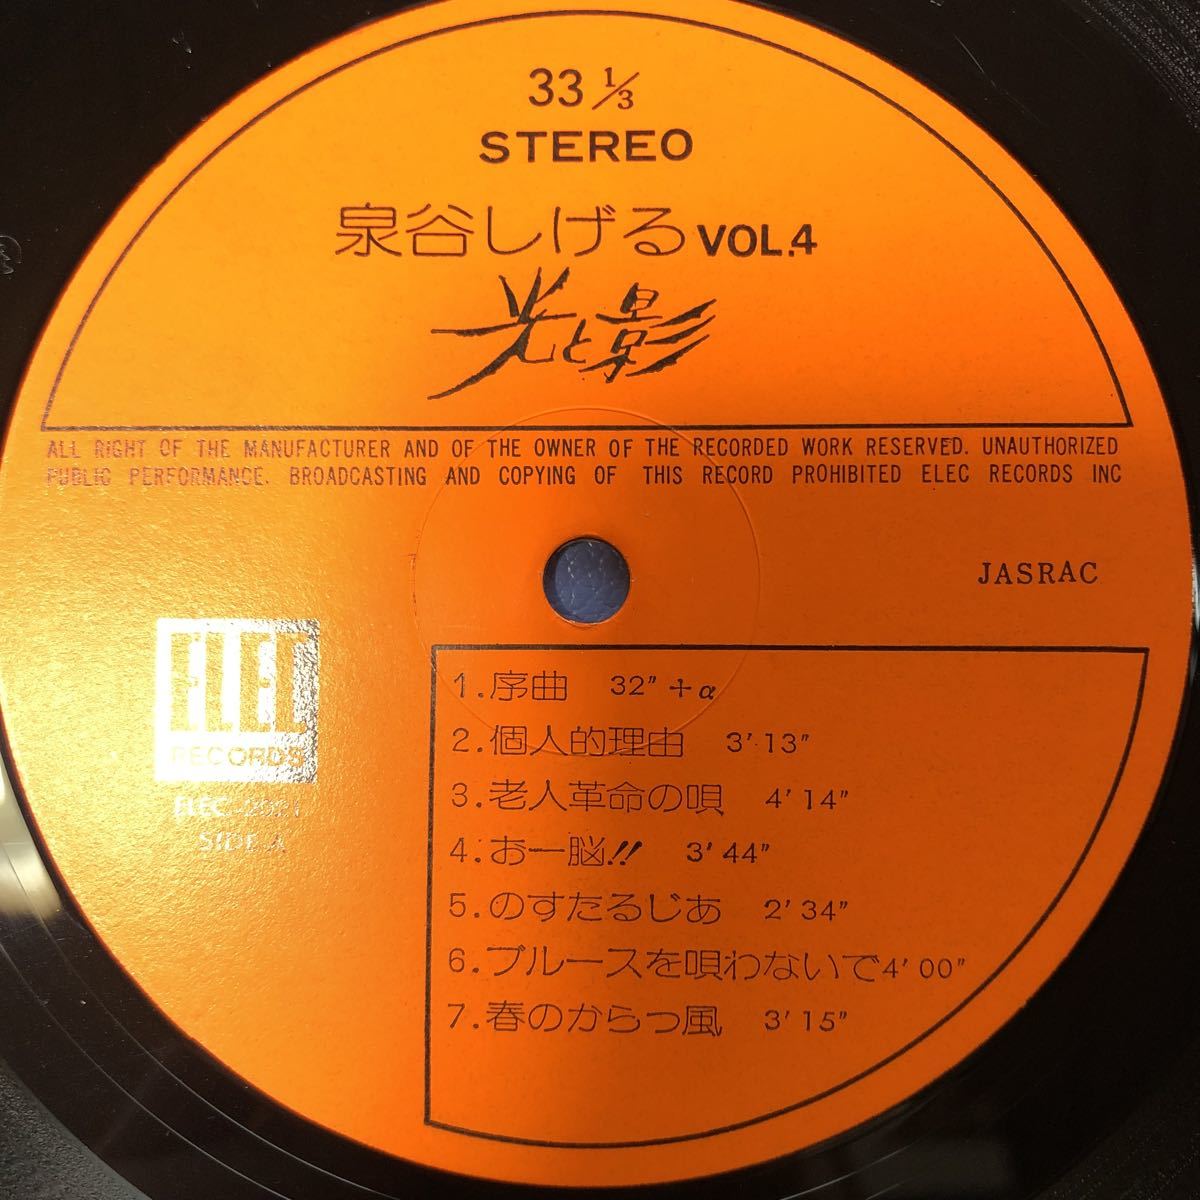 33 1/3
STEREO
泉谷しげる VOL.4
光と影
ALL RIGHT OF THE MANUFACTURER AND OF THE OWNER OF THE RECORDED WORK RESERVED. UNAUTHORIZED
PUBLIC PERFORMANCE. BROADCASTING AND COPYING OF THIS RECORD PROHIBITED ELEC RECORDS INC
JASRAC
ELEC
RECORDS
SIDE A
1.序曲 32″+α
2.個人的理由 3′13″
3.老人革命の唄 4′14″
4.おー脳!! 3′44″
5.のすたるじあ 2′34″
6.ブルースを唄わないで 4′00″
7.春のからっ風 3′15″